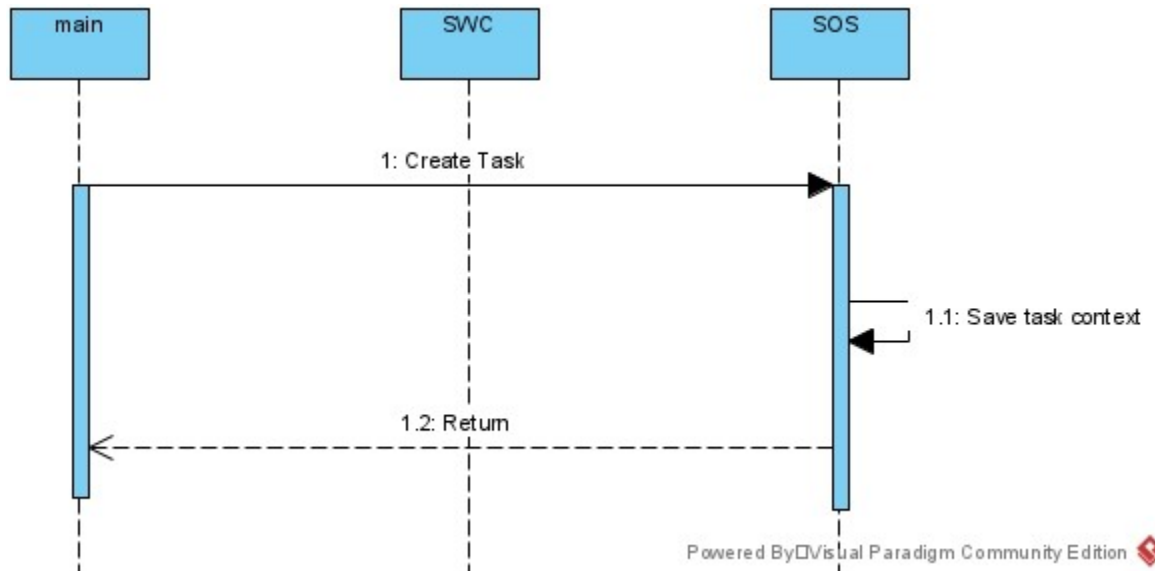 main
SWC
SOS
1: Create Task
1.1: Save task context
1.2: Return
Powered By□Visual Paradigm Community Edition